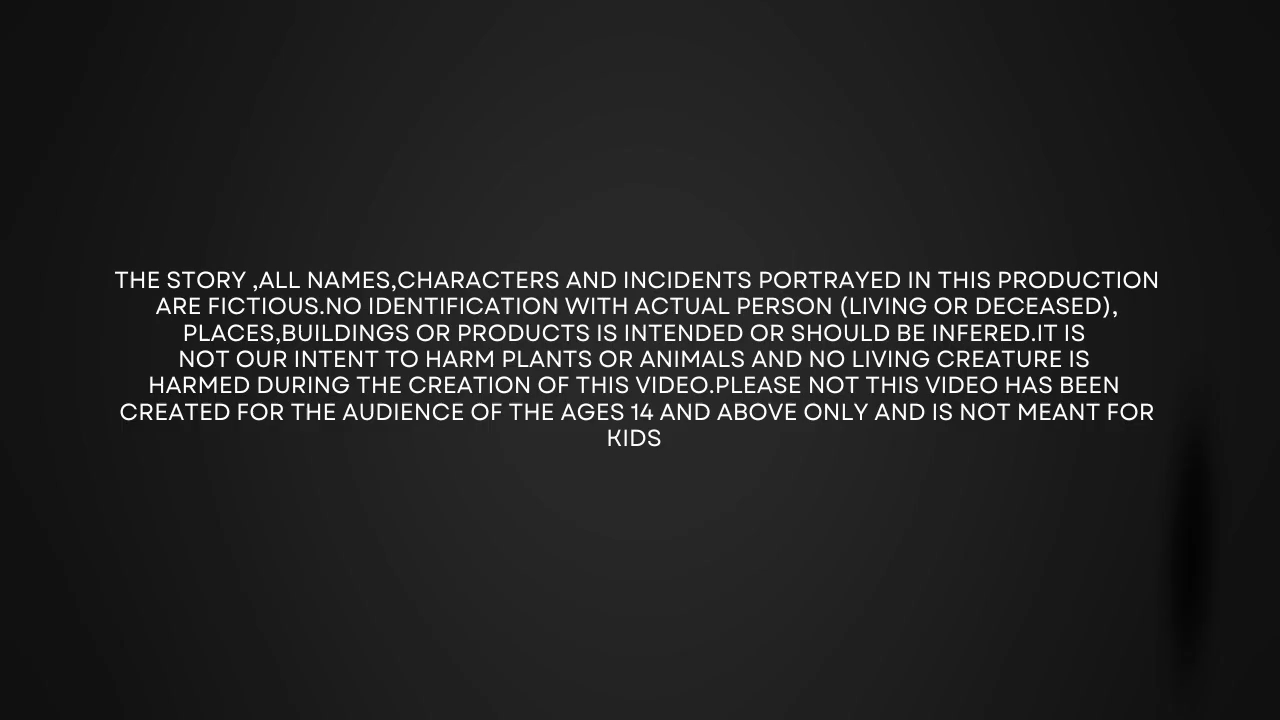 THE STORY ,ALL NAMES,CHARACTERS AND INCIDENTS PORTRAYED IN THIS PRODUCTION
ARE FICTIOUS.NO IDENTIFICATION WITH ACTUAL PERSON (LIVING OR DECEASED),
PLACES,BUILDINGS OR PRODUCTS IS INTENDED OR SHOULD BE INFERED.IT IS
NOT OUR INTENT TO HARM PLANTS OR ANIMALS AND NO LIVING CREATURE IS
HARMED DURING THE CREATION OF THIS VIDEO.PLEASE NOT THIS VIDEO HAS BEEN
CREATED FOR THE AUDIENCE OF THE AGES 14 AND ABOVE ONLY AND IS NOT MEANT FOR
KIDS